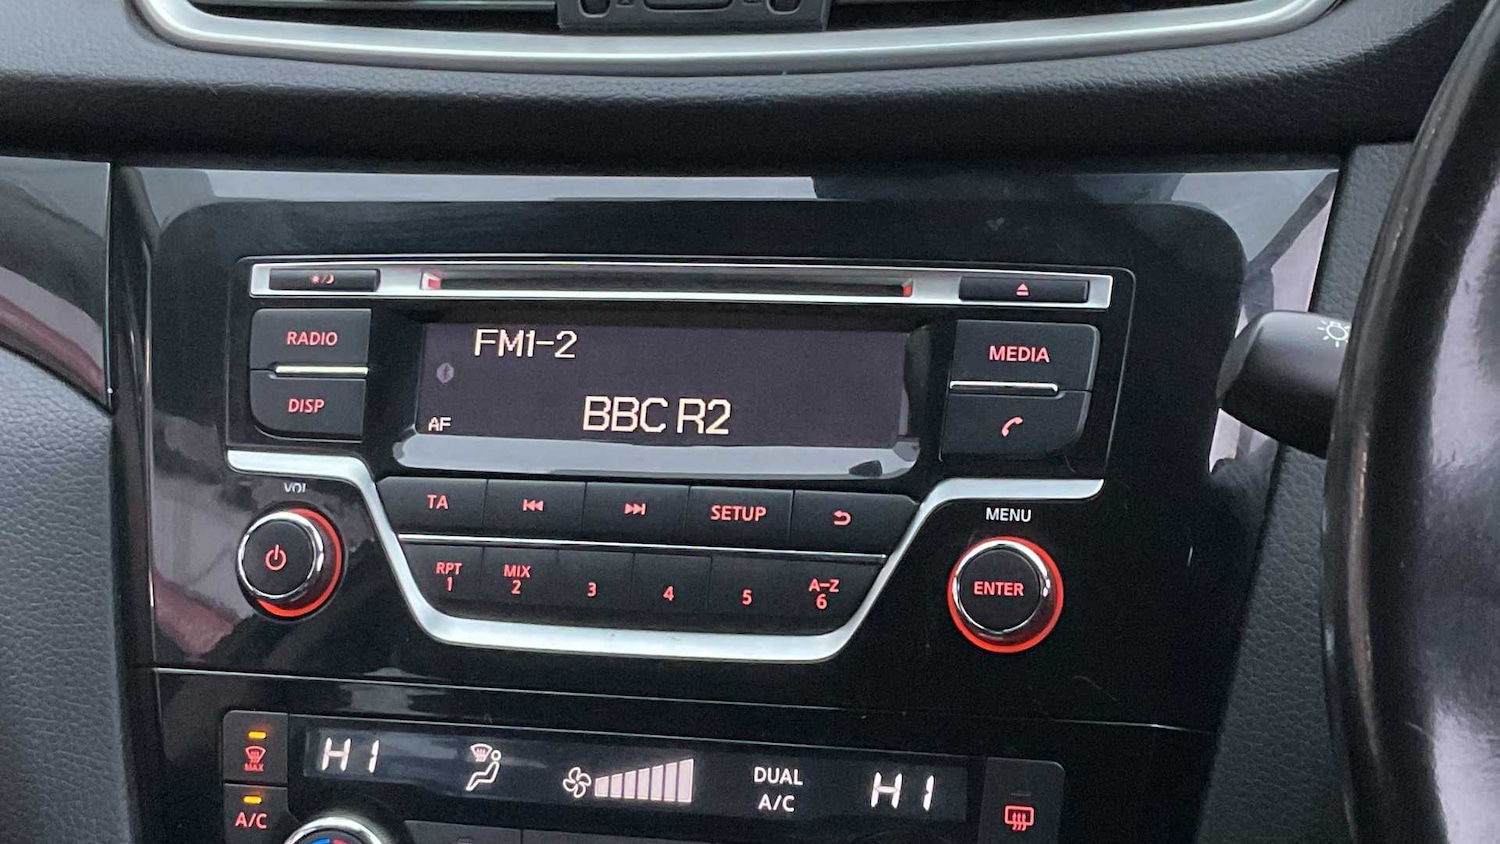 RADIO
DISP
FM1-2
AF
BBC R2
MEDIA
VOL
TA
SETUP
MENU
RPT
1
MIX
2
3
4
5
A-Z
6
ENTER
MAX
A/C
HI
DUAL
A/C
HI